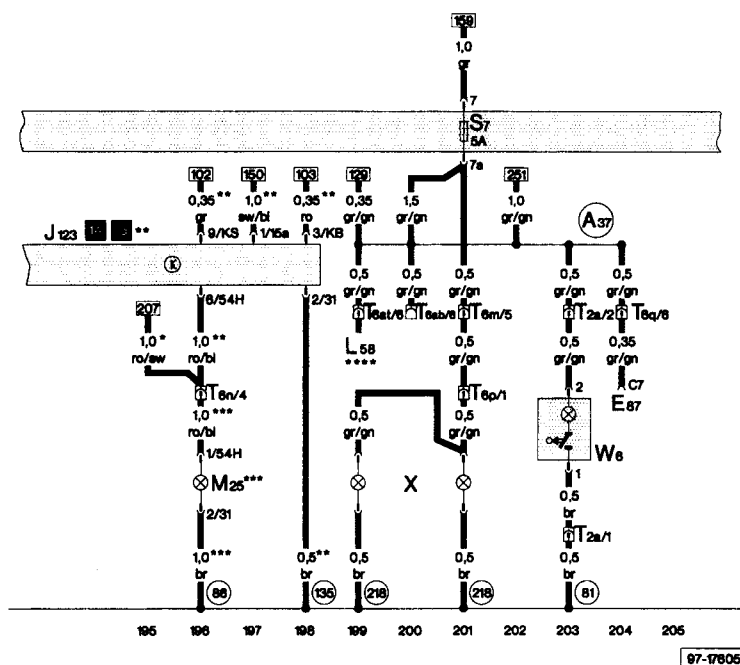 159
1,0
gr
7
S7
5A
7a
102 150 103 129 251
0,35** 1,0** 0,35** 0,35 1,5 1,0
gr sw/bl ro gr/gn gr/gn gr/gn
A37
J123 **
9/KS 1/15a 3/KB
K
0,5 0,5 0,5 0,5 0,5
gr/gn gr/gn gr/gn gr/gn gr/gn
6/54H 2/31
T6at/6 T6ab/6 T6m/5 T2a/2 T6q/6
207
L58
****
1,0* 1,0** 0,5 0,5 0,35
ro/sw ro/bl gr/gn gr/gn gr/gn
T6n/4 T6p/1 2 C7
E87
1,0*** 0,5 0,5
ro/bl gr/gn gr/gn
1/54H
W6
M25*** X
1
2/31
0,5
br
T2a/1
1,0*** 0,5** 0,5 0,5 0,5
br br br br br
86 135 218 218 81
195 196 197 198 199 200 201 202 203 204 205
97-17605